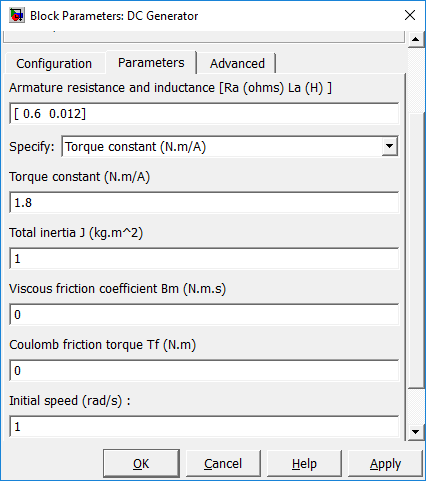 Block Parameters: DC Generator
Configuration Parameters Advanced
Armature resistance and inductance [Ra (ohms) La (H) ]
[ 0.6  0.012]
Specify: Torque constant (N.m/A)
Torque constant (N.m/A)
1.8
Total inertia J (kg.m^2)
1
Viscous friction coefficient Bm (N.m.s)
0
Coulomb friction torque Tf (N.m)
0
Initial speed (rad/s) :
1
OK Cancel Help Apply